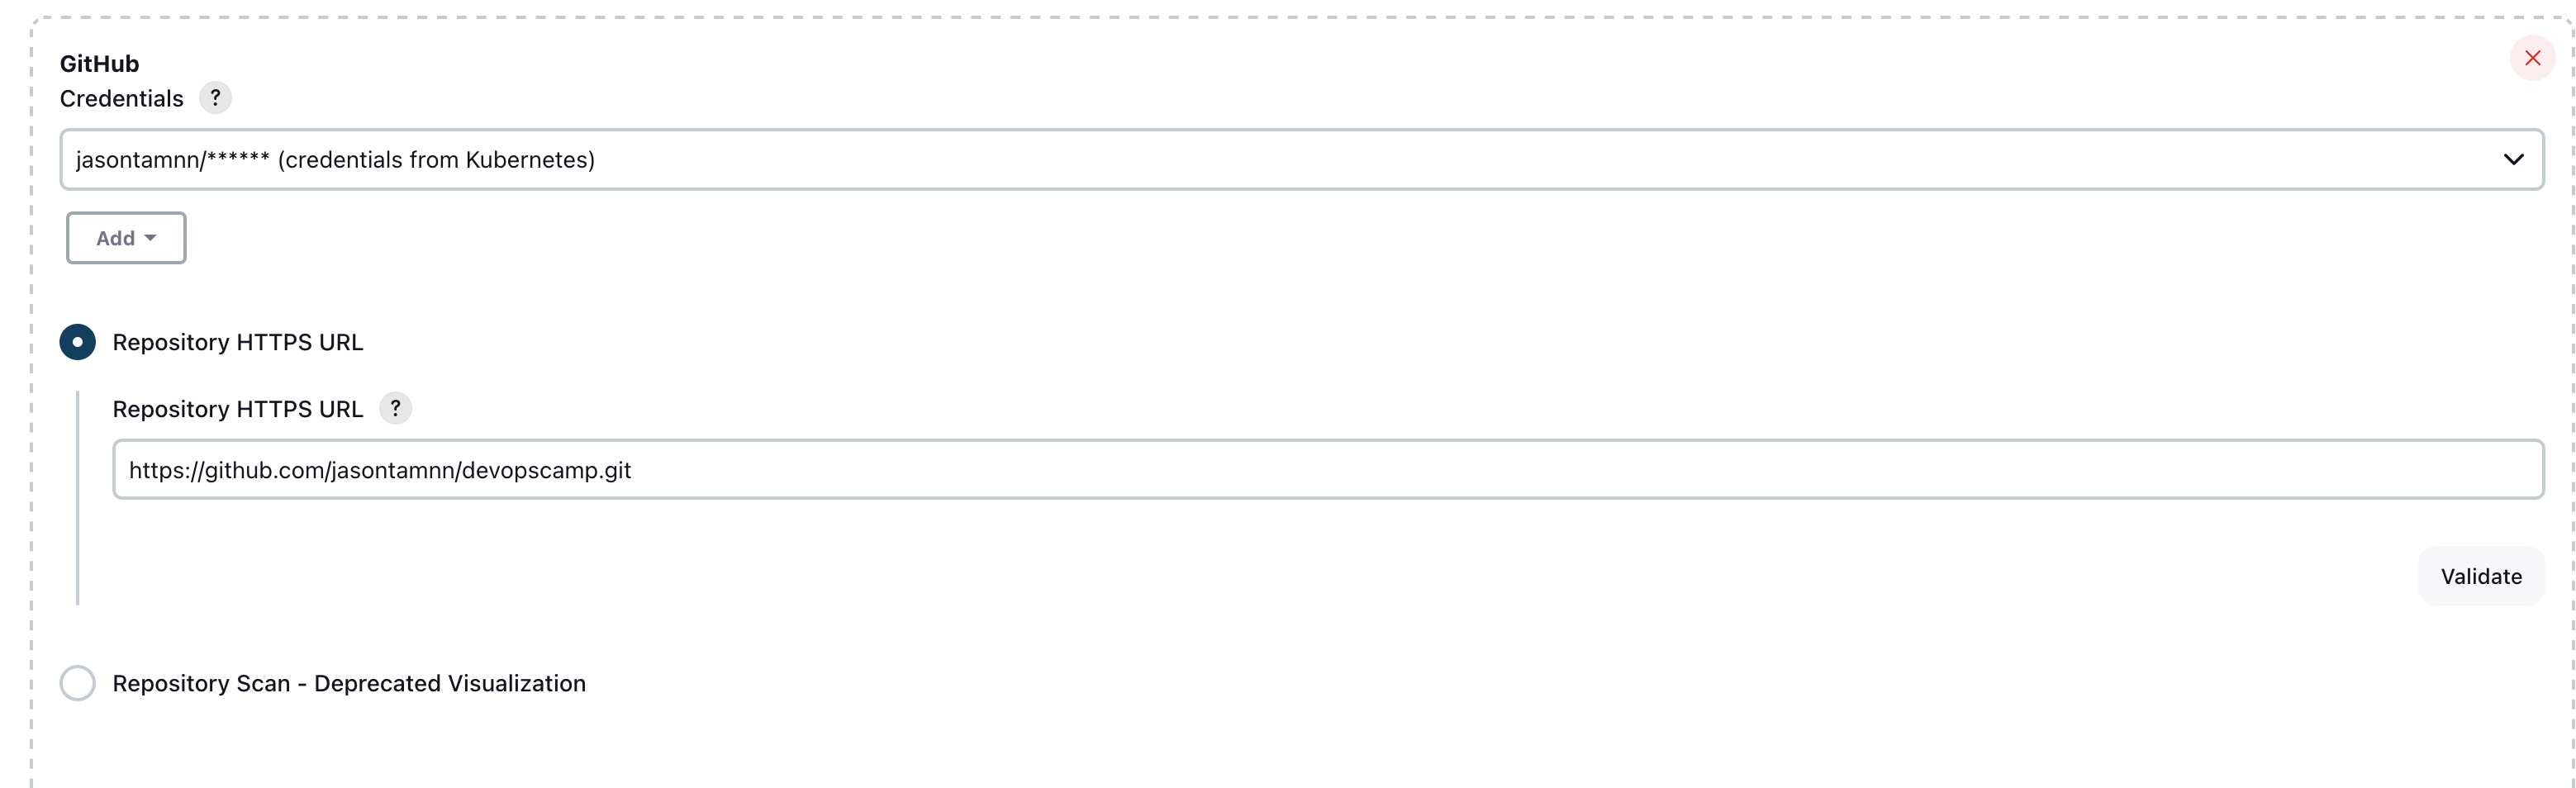 GitHub
Credentials ?
jasontamnn/****** (credentials from Kubernetes)
Add
Repository HTTPS URL
Repository HTTPS URL ?
https://github.com/jasontamnn/devopscamp.git
Validate
Repository Scan - Deprecated Visualization